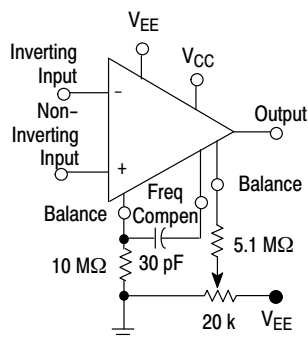 V_EE
Inverting
Input
V_CC
Non–
Inverting
Input
–
+
Output
Balance
Freq
Compen
Balance
10 MΩ
30 pF
5.1 MΩ
20 k
V_EE